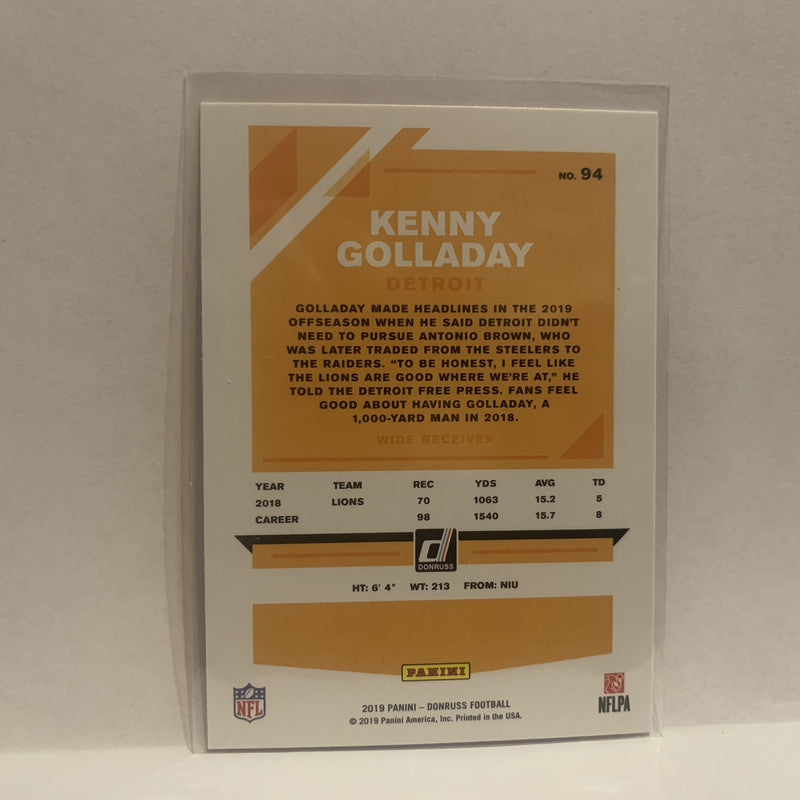 NO. 94
KENNY
GOLLADAY
DETROIT
GOLLADAY MADE HEADLINES IN THE 2019
OFFSEASON WHEN HE SAID DETROIT DIDN'T
NEED TO PURSUE ANTONIO BROWN, WHO
WAS LATER TRADED FROM THE STEELERS TO
THE RAIDERS. "TO BE HONEST, I FEEL LIKE
THE LIONS ARE GOOD WHERE WE'RE AT," HE
TOLD THE DETROIT FREE PRESS. FANS FEEL
GOOD ABOUT HAVING GOLLADAY, A
1,000-YARD MAN IN 2018.
WIDE RECEIVER
YEAR TEAM REC YDS AVG TD
2018 LIONS 70 1063 15.2 5
CAREER 98 1540 15.7 8
d
DONRUSS
HT: 6' 4" WT: 213 FROM: NIU
PANINI
NFL
2019 PANINI – DONRUSS FOOTBALL
© 2019 Panini America, Inc. Printed in the USA.
NFLPA